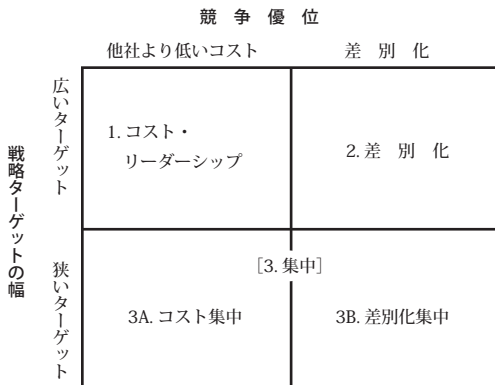 競争優位
他社より低いコスト
差別化
戦略ターゲットの幅
広いターゲット
1. コスト・
リーダーシップ
2. 差別化
狭いターゲット
［3. 集中］
3A. コスト集中
3B. 差別化集中